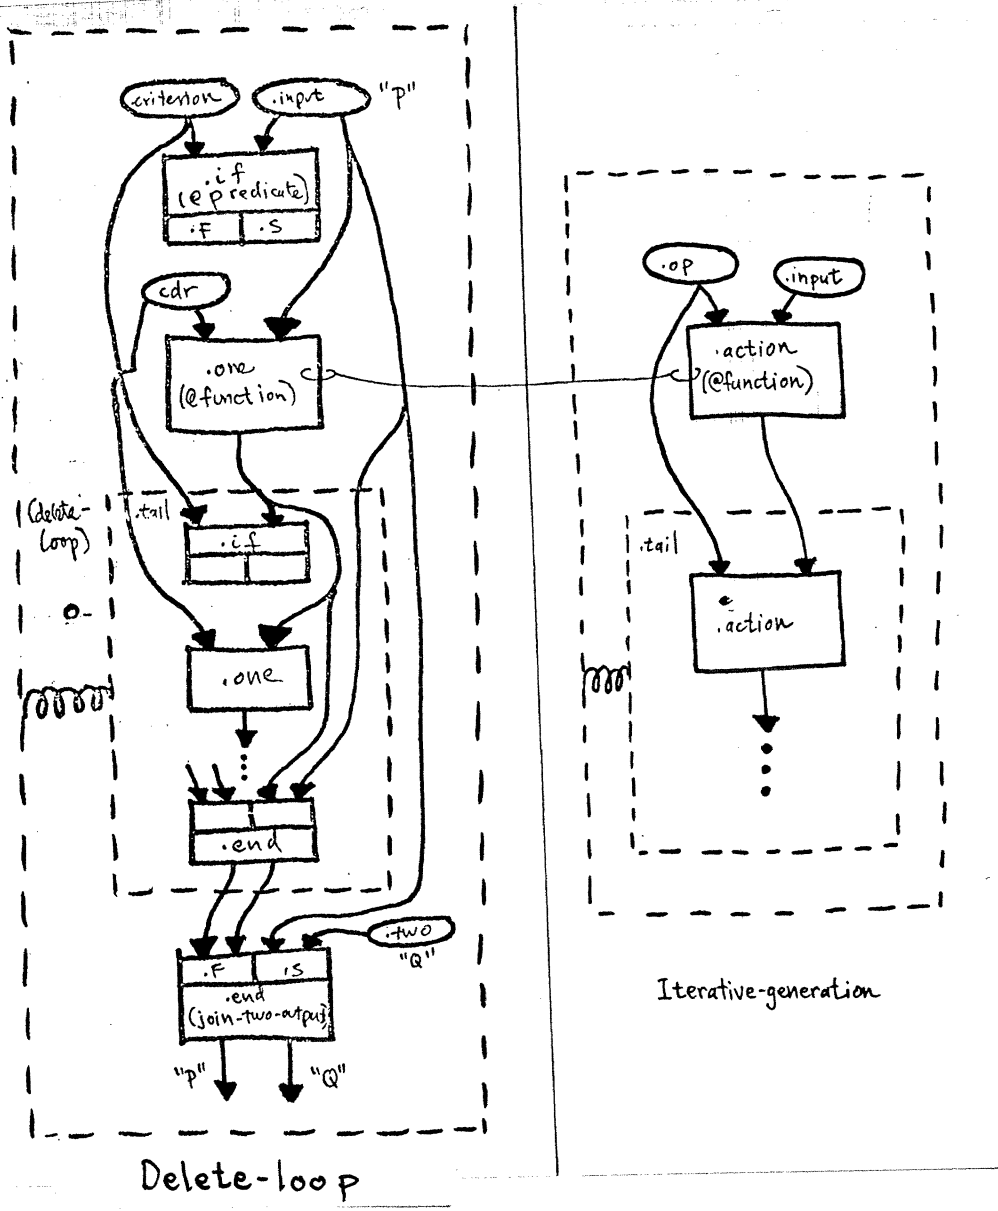 .criterion
.input
"P"
.if
(@predicate)
.F
.S
cdr
.one
(@function)
(delete-
loop)
.tail
.if
.one
.end
.two
"Q"
.F
.S
.end
(join-two-output)
"P"
"Q"
Delete-loop
.op
.input
.action
(@function)
.tail
.action
Iterative-generation